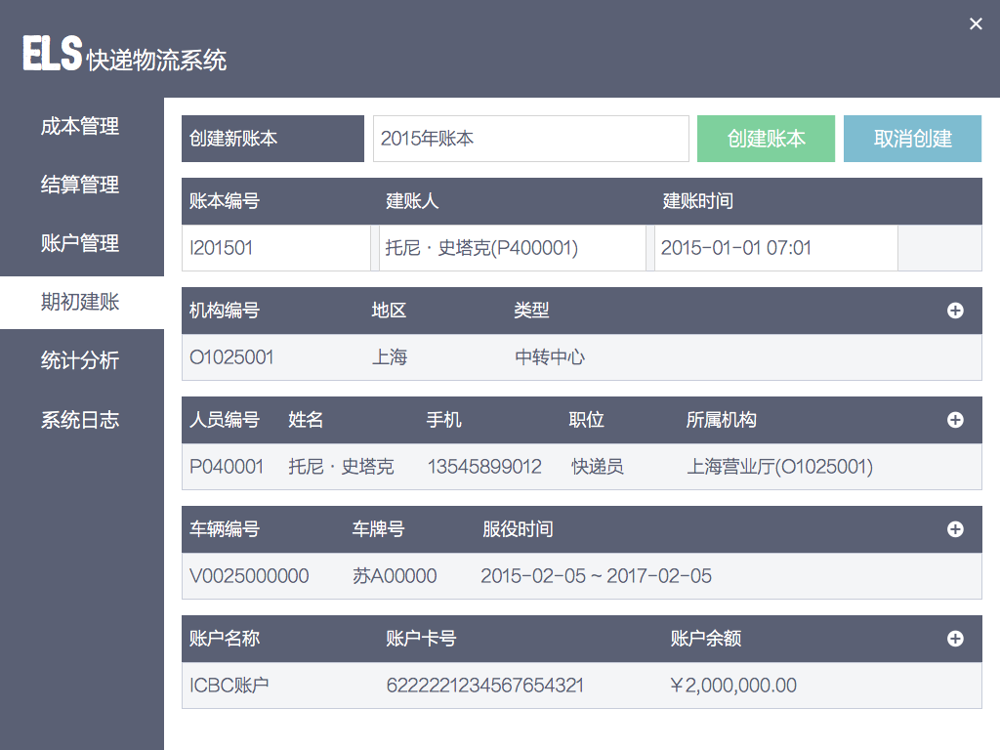 ELS 快递物流系统
成本管理
结算管理
账户管理
期初建账
统计分析
系统日志
创建新账本 2015年账本 创建账本 取消创建
账本编号 建账人 建账时间
I201501 托尼·史塔克(P400001) 2015-01-01 07:01
机构编号 地区 类型
O1025001 上海 中转中心
人员编号 姓名 手机 职位 所属机构
P040001 托尼·史塔克 13545899012 快递员 上海营业厅(O1025001)
车辆编号 车牌号 服役时间
V0025000000 苏A00000 2015-02-05 ~ 2017-02-05
账户名称 账户卡号 账户余额
ICBC账户 6222221234567654321 ￥2,000,000.00